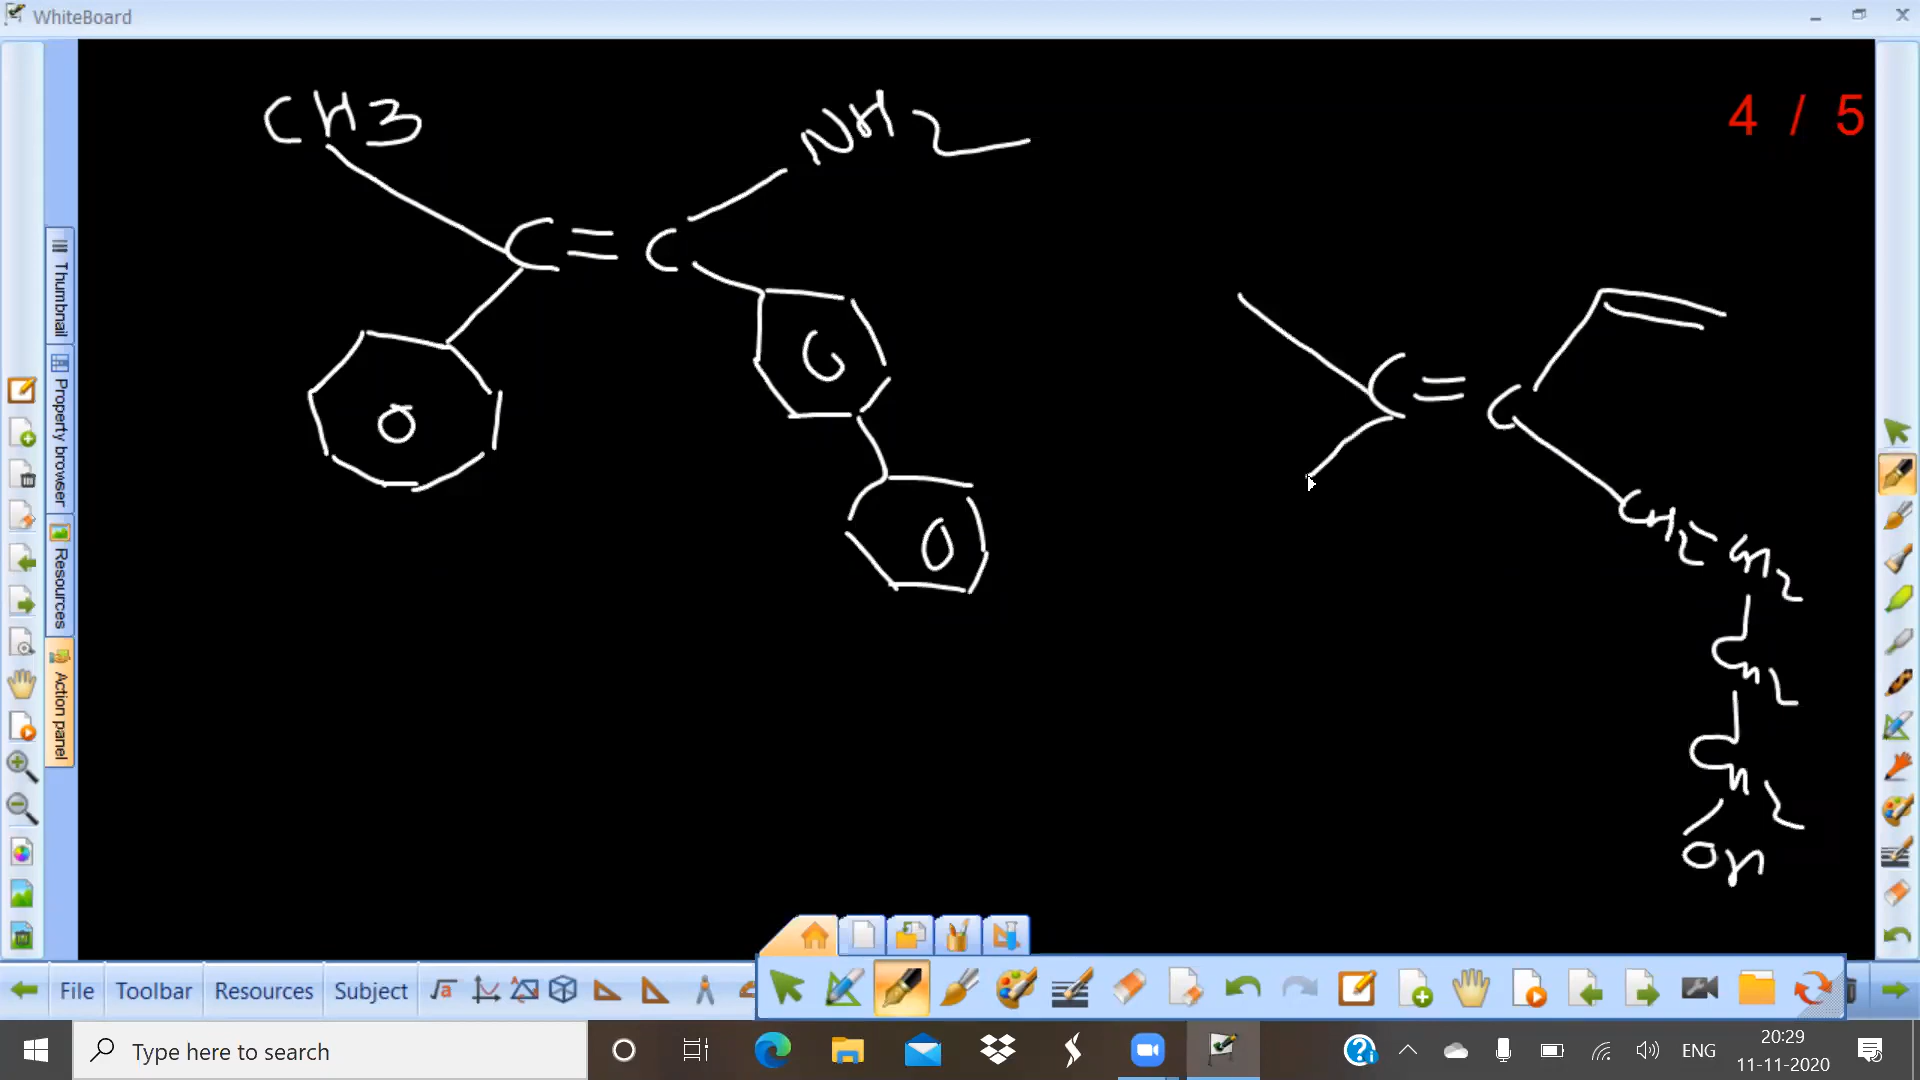 WhiteBoard
CH3
NH2
4 / 5
C = C
C = C
CH2 - CH2
CH2
CH2
OH
Thumbnail
Property browser
Resources
Action panel
File
Toolbar
Resources
Subject
Type here to search
ENG
20:29
11-11-2020